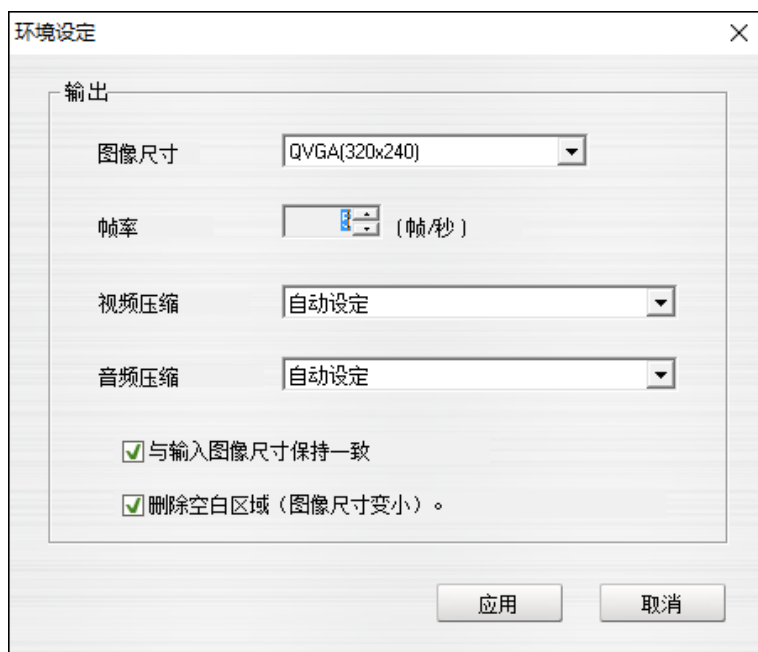 环境设定
输出
图像尺寸 QVGA(320x240)
帧率 (帧/秒)
视频压缩 自动设定
音频压缩 自动设定
与输入图像尺寸保持一致
删除空白区域（图像尺寸变小）。
应用 取消